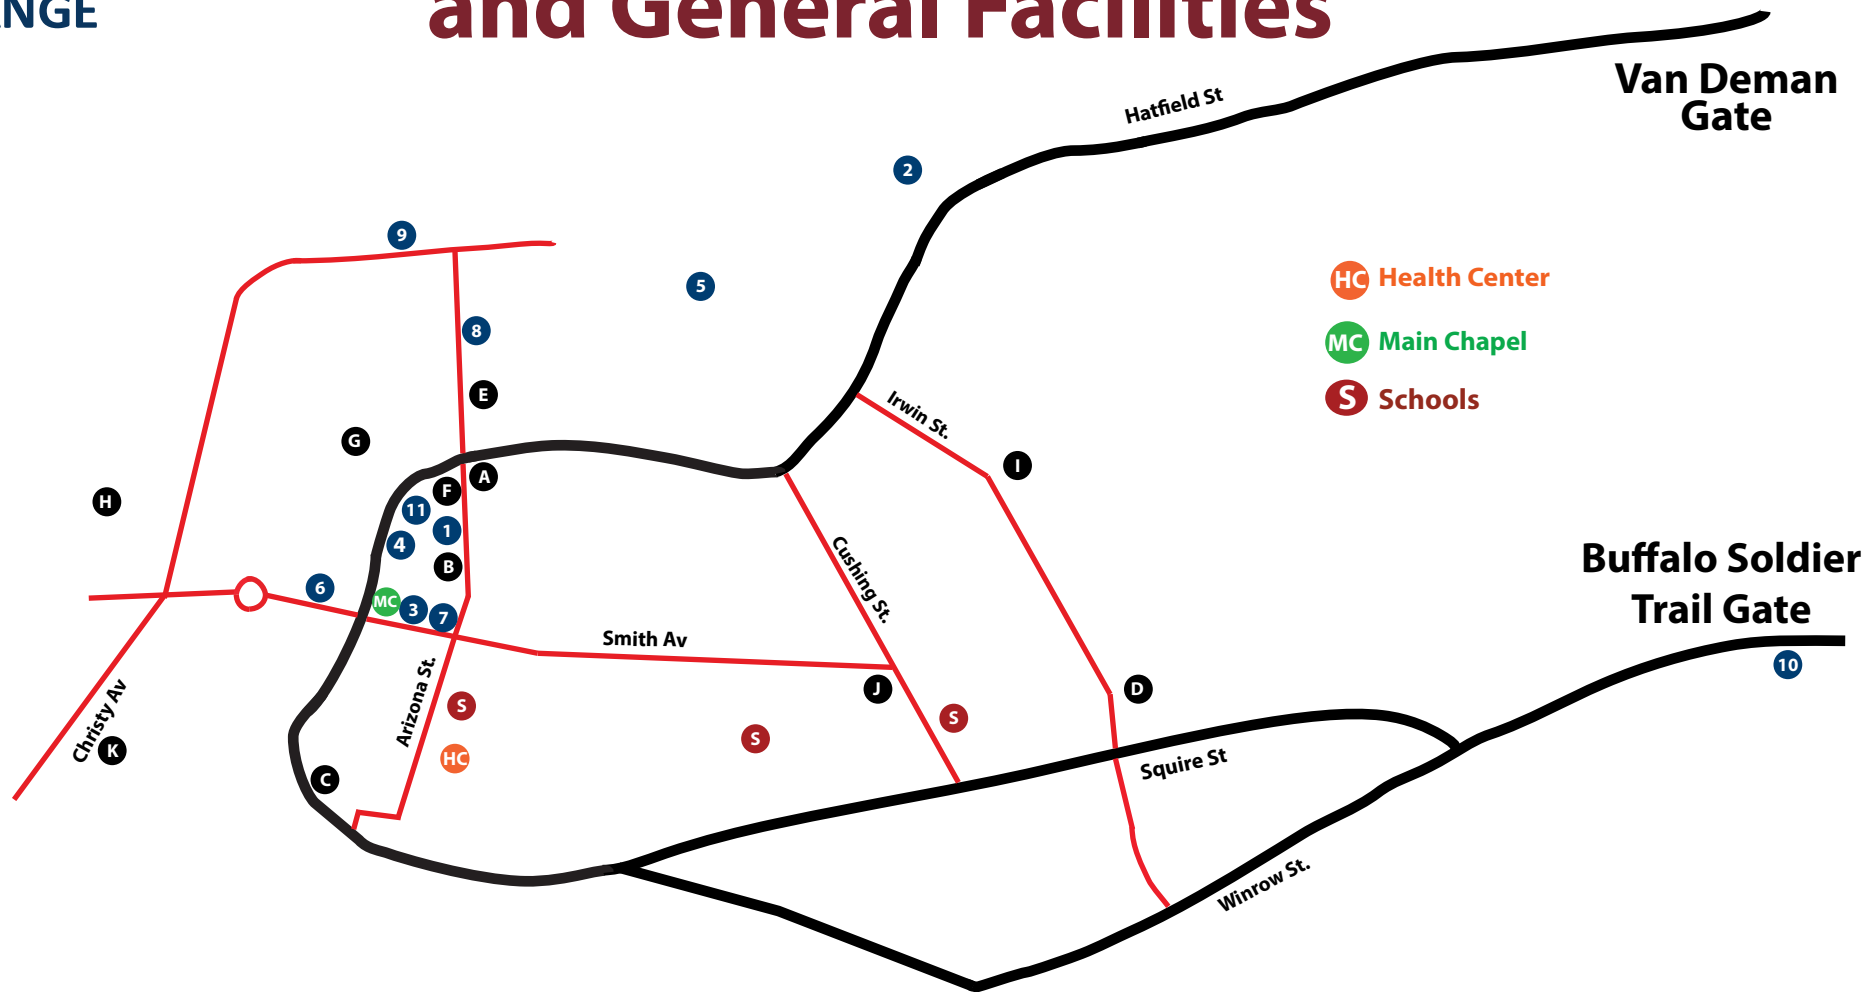 ANGE
and General Facilities
Van Deman
Gate
Hatfield St
2
9
5
HC Health Center
8
MC Main Chapel
E
S Schools
Irwin St.
G
I
A
F
H
11
1
4
B
Cushing St.
Buffalo Soldier
Trail Gate
6
MC
3
7
Smith Av
10
Arizona St.
J
D
S
S
S
Christy Av
K
HC
Squire St
C
Winrow St.